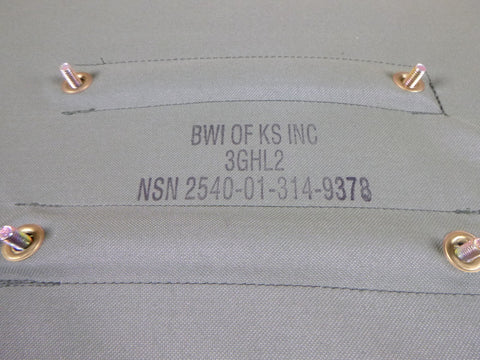 BWI OF KS INC
3GHL2
NSN 2540-01-314-9378